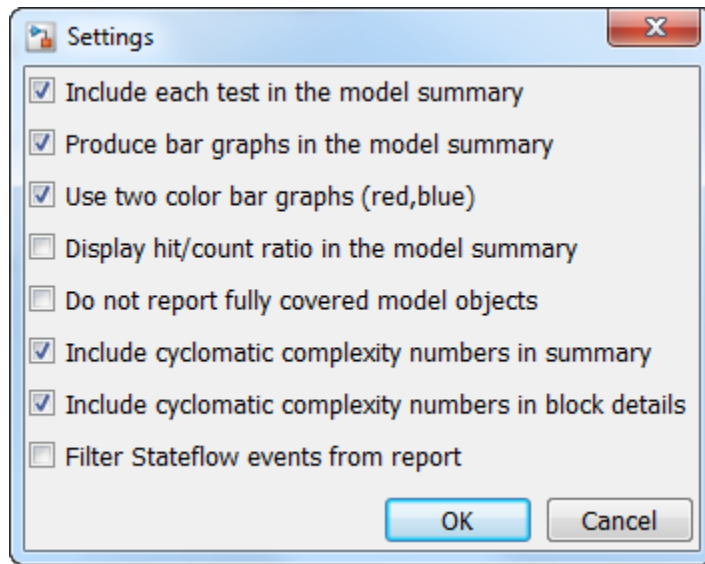 Settings
Include each test in the model summary
Produce bar graphs in the model summary
Use two color bar graphs (red,blue)
Display hit/count ratio in the model summary
Do not report fully covered model objects
Include cyclomatic complexity numbers in summary
Include cyclomatic complexity numbers in block details
Filter Stateflow events from report
OK Cancel